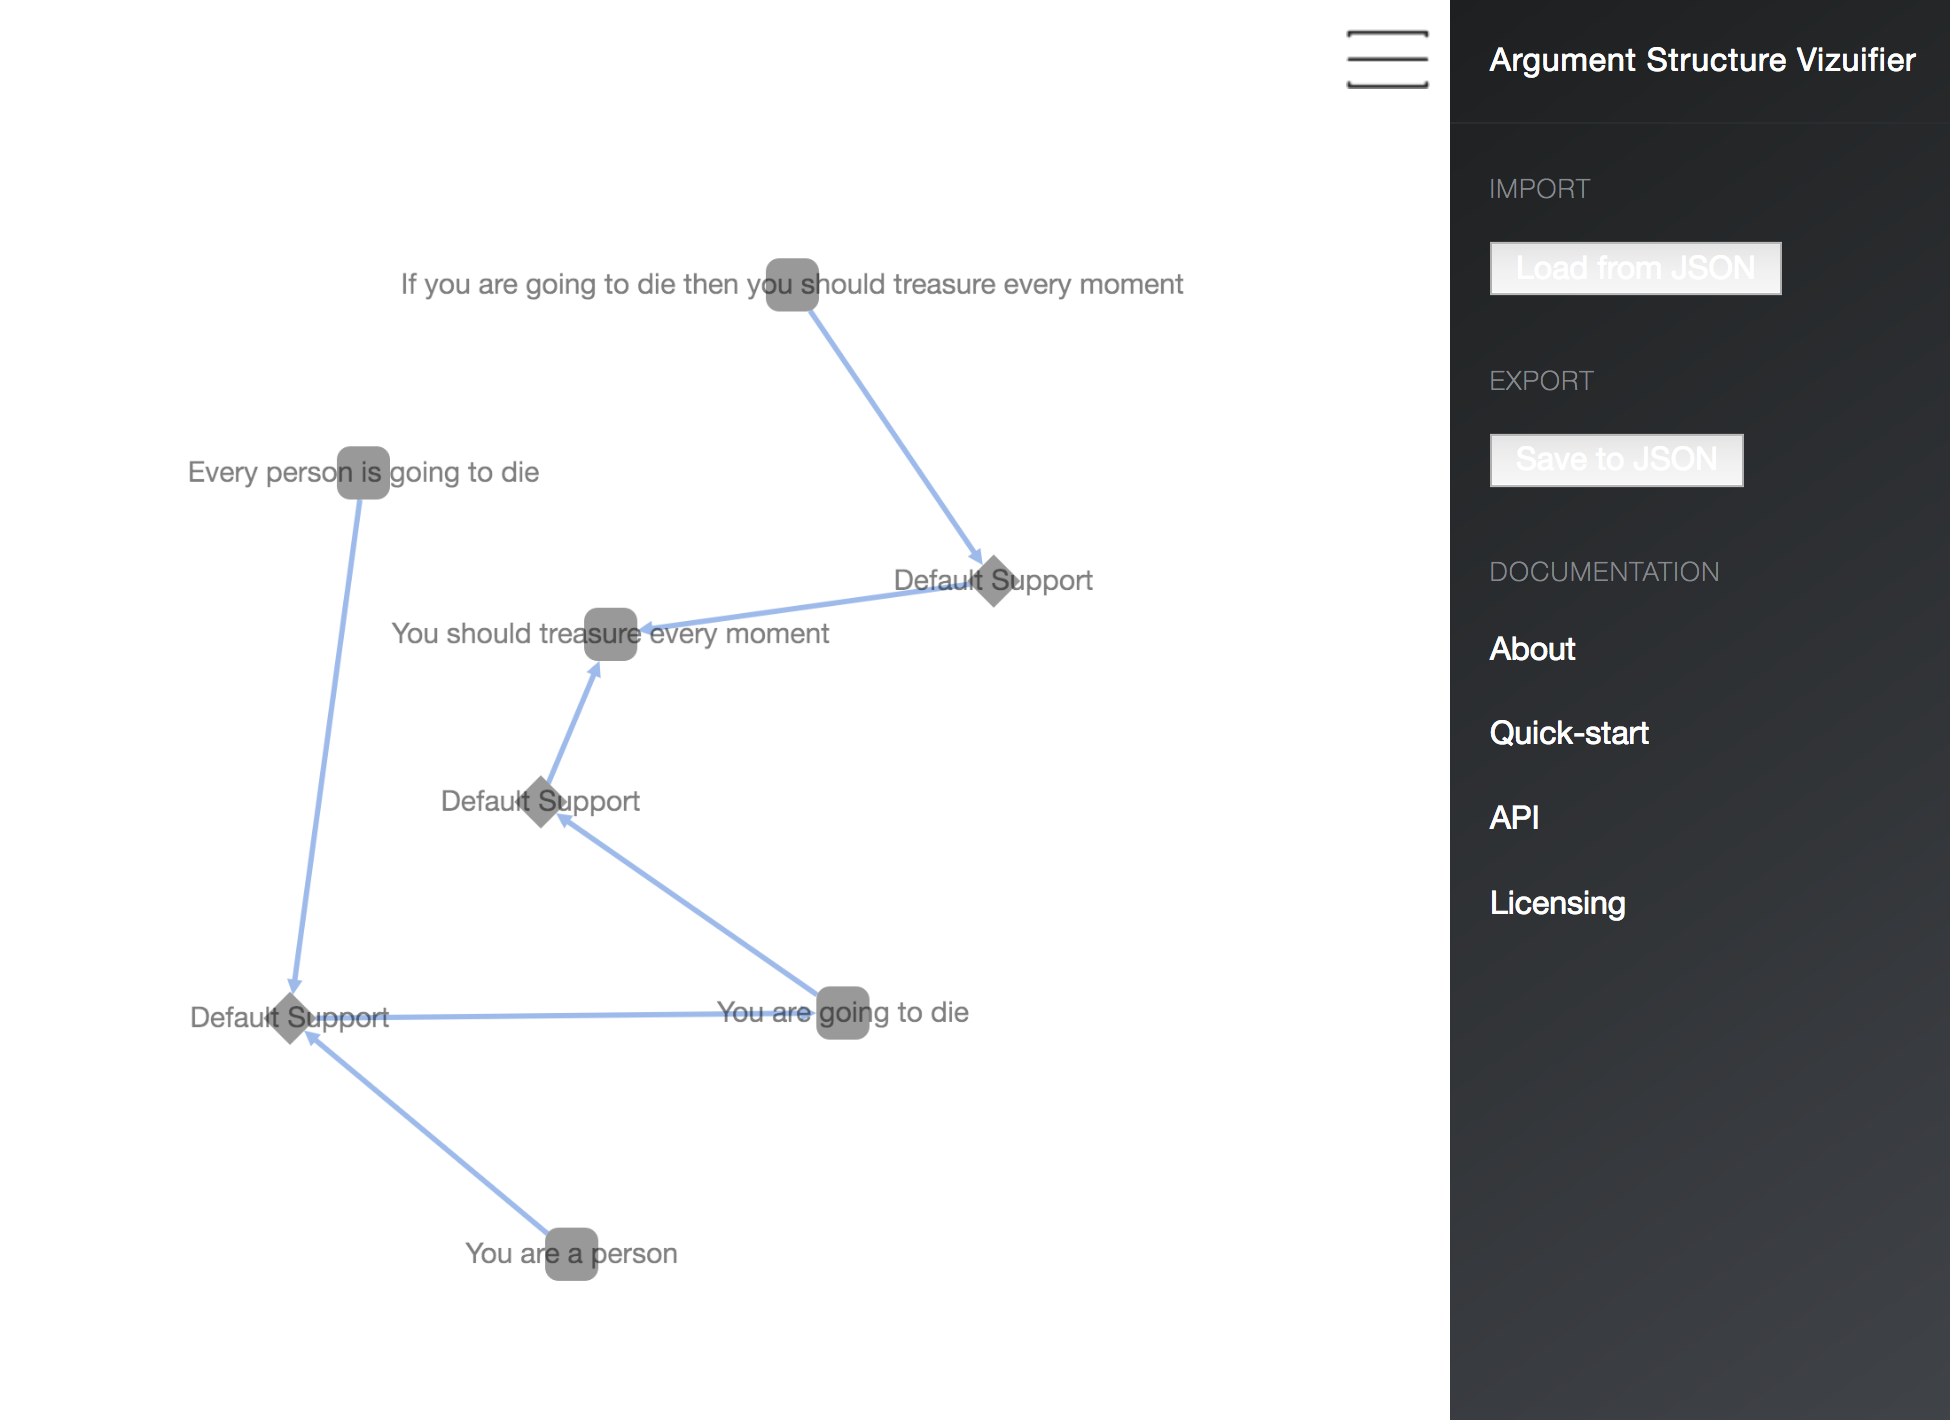 If you are going to die then you should treasure every moment
Every person is going to die
Default Support
You should treasure every moment
Default Support
Default Support
You are going to die
You are a person
Argument Structure Vizuifier
IMPORT
Load from JSON
EXPORT
Save to JSON
DOCUMENTATION
About
Quick-start
API
Licensing